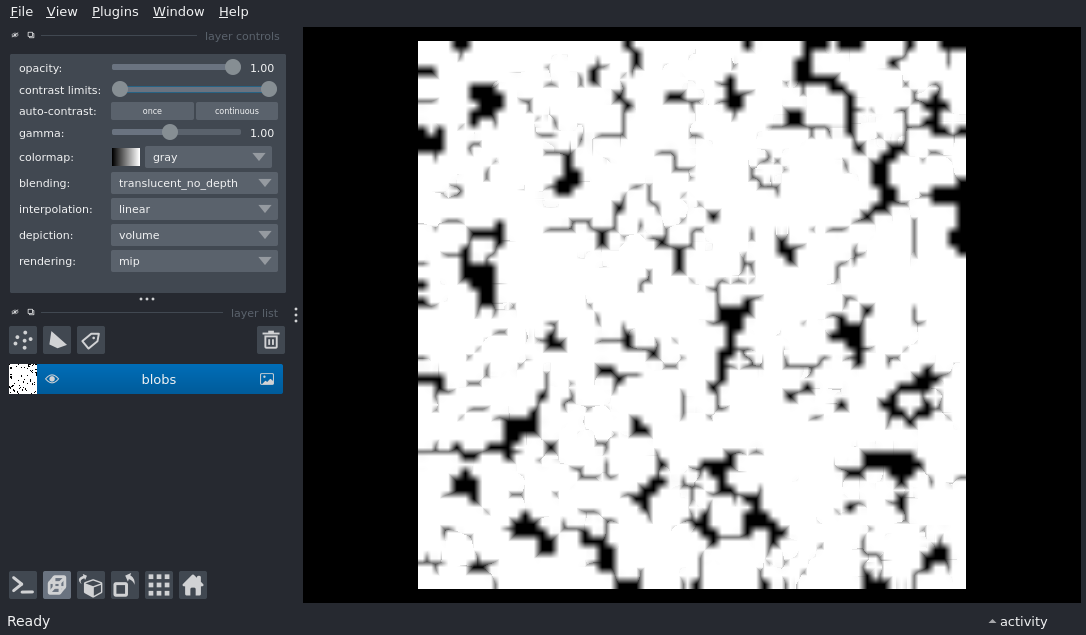 File View Plugins Window Help
layer controls
opacity: 1.00
contrast limits:
auto-contrast: once continuous
gamma: 1.00
colormap: gray
blending: translucent_no_depth
interpolation: linear
depiction: volume
rendering: mip
layer list
blobs
Ready activity